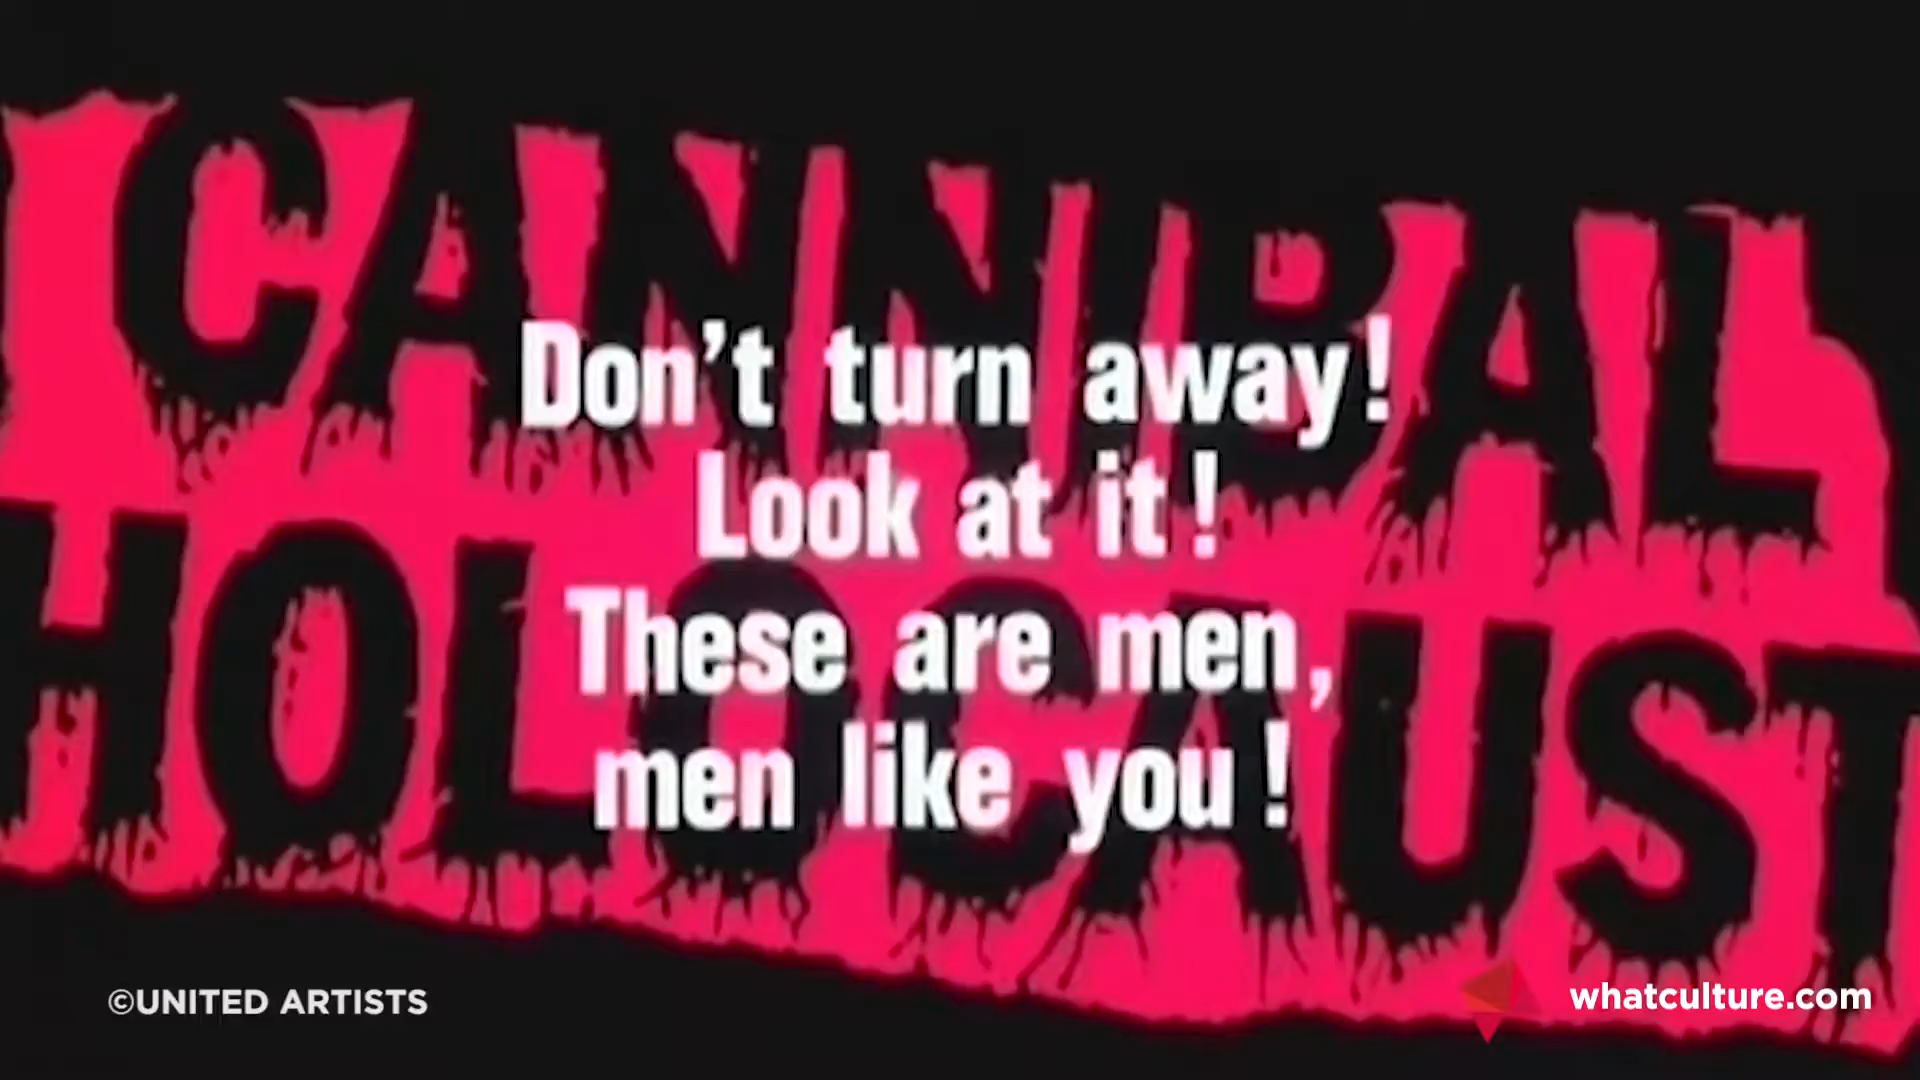 CANNIBAL
HOLOCAUST
Don't turn away!
Look at it!
These are men,
men like you!
©UNITED ARTISTS
whatculture.com